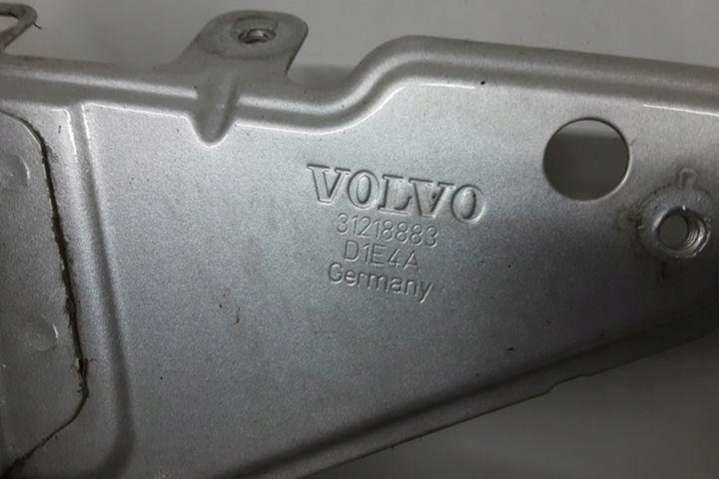 VOLVO
31218883
D1E4A
Germany